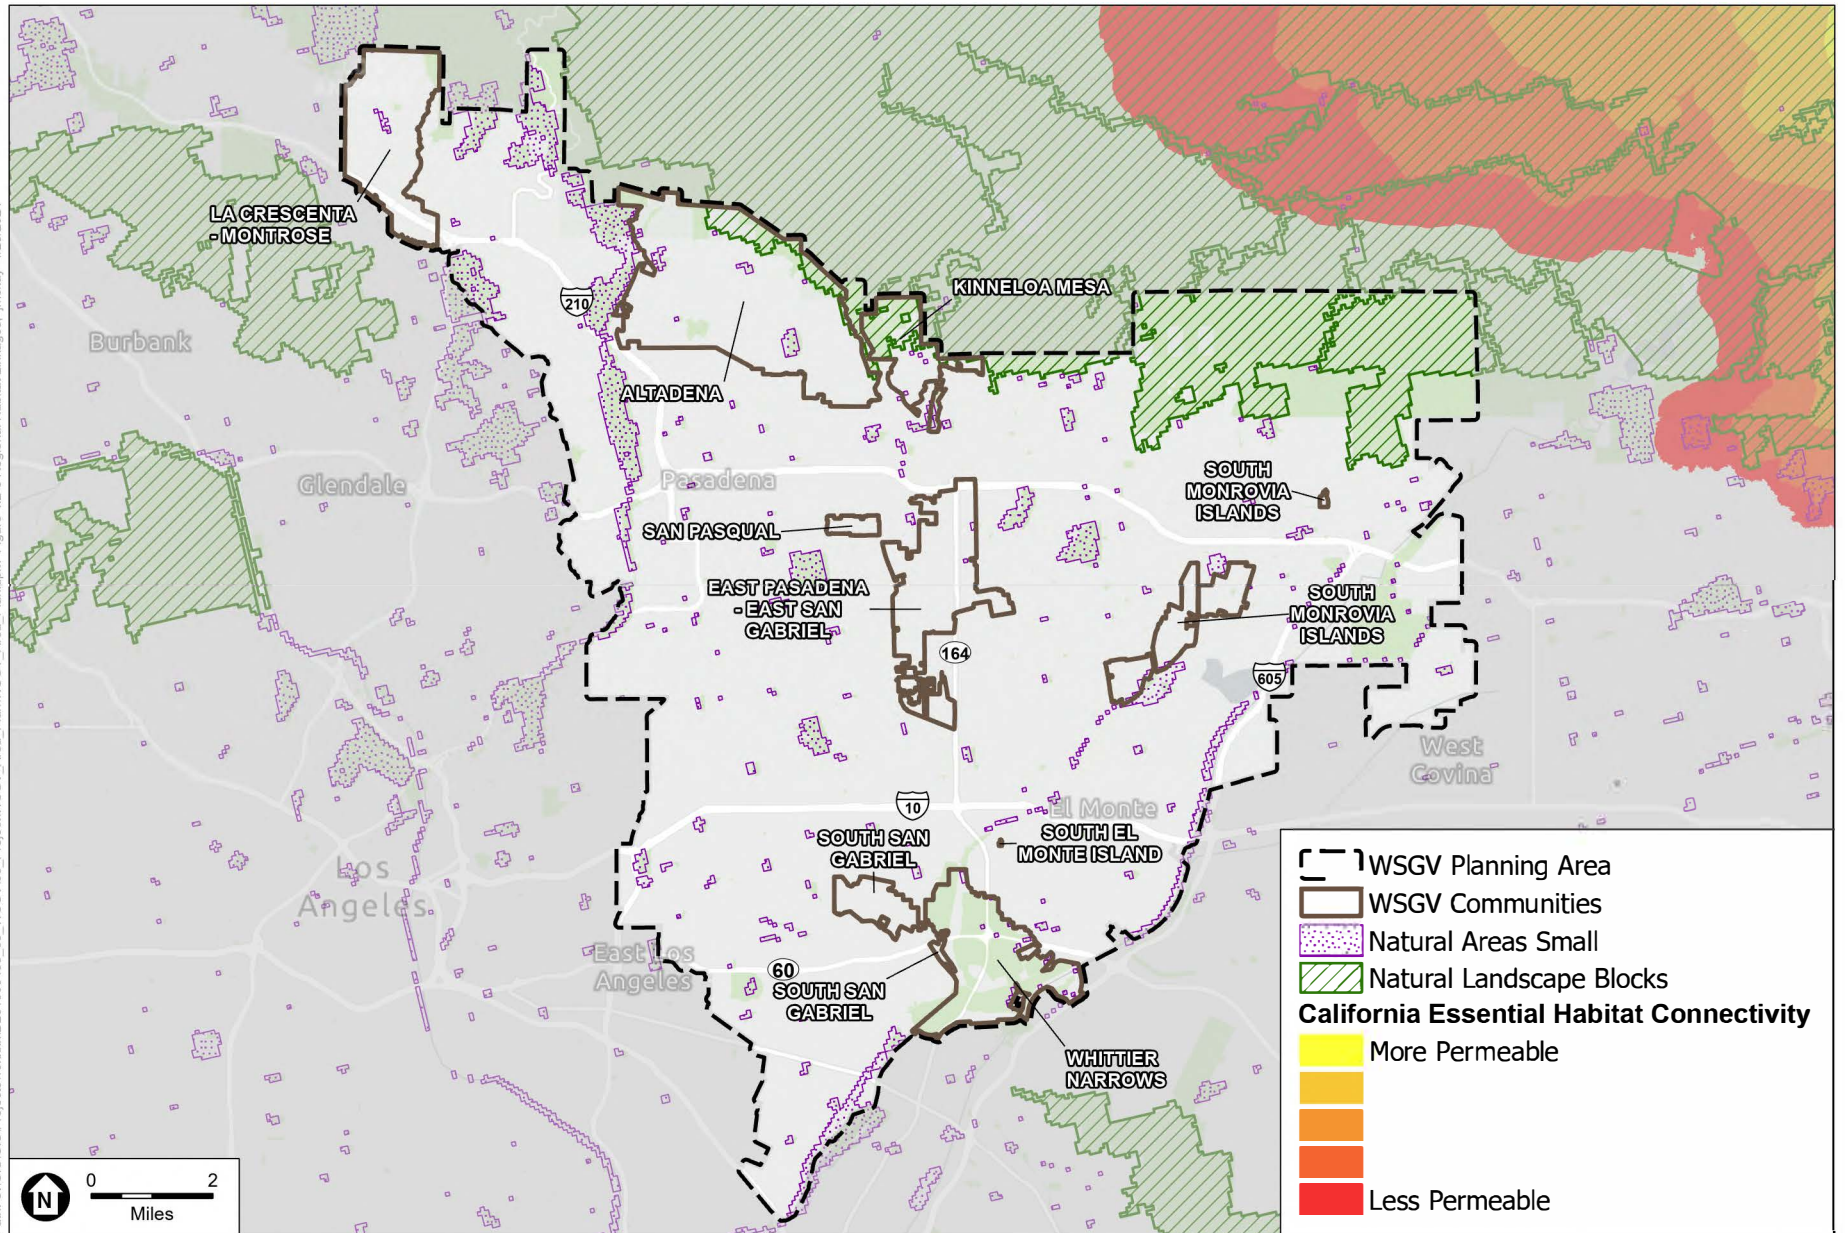 LA CRESCENTA
- MONTROSE
210
KINNELOA MESA
Burbank
ALTADENA
Glendale
Pasadena
SOUTH
MONROVIA
ISLANDS
SAN PASQUAL
EAST PASADENA
- EAST SAN
GABRIEL
SOUTH
MONROVIA
ISLANDS
164
605
West
Covina
10
El Monte
SOUTH SAN
GABRIEL
SOUTH EL
MONTE ISLAND
Los
Angeles
East Los
Angeles
60
SOUTH SAN
GABRIEL
WHITTIER
NARROWS
WSGV Planning Area
WSGV Communities
Natural Areas Small
Natural Landscape Blocks
California Essential Habitat Connectivity
More Permeable
Less Permeable
N
0 2
Miles